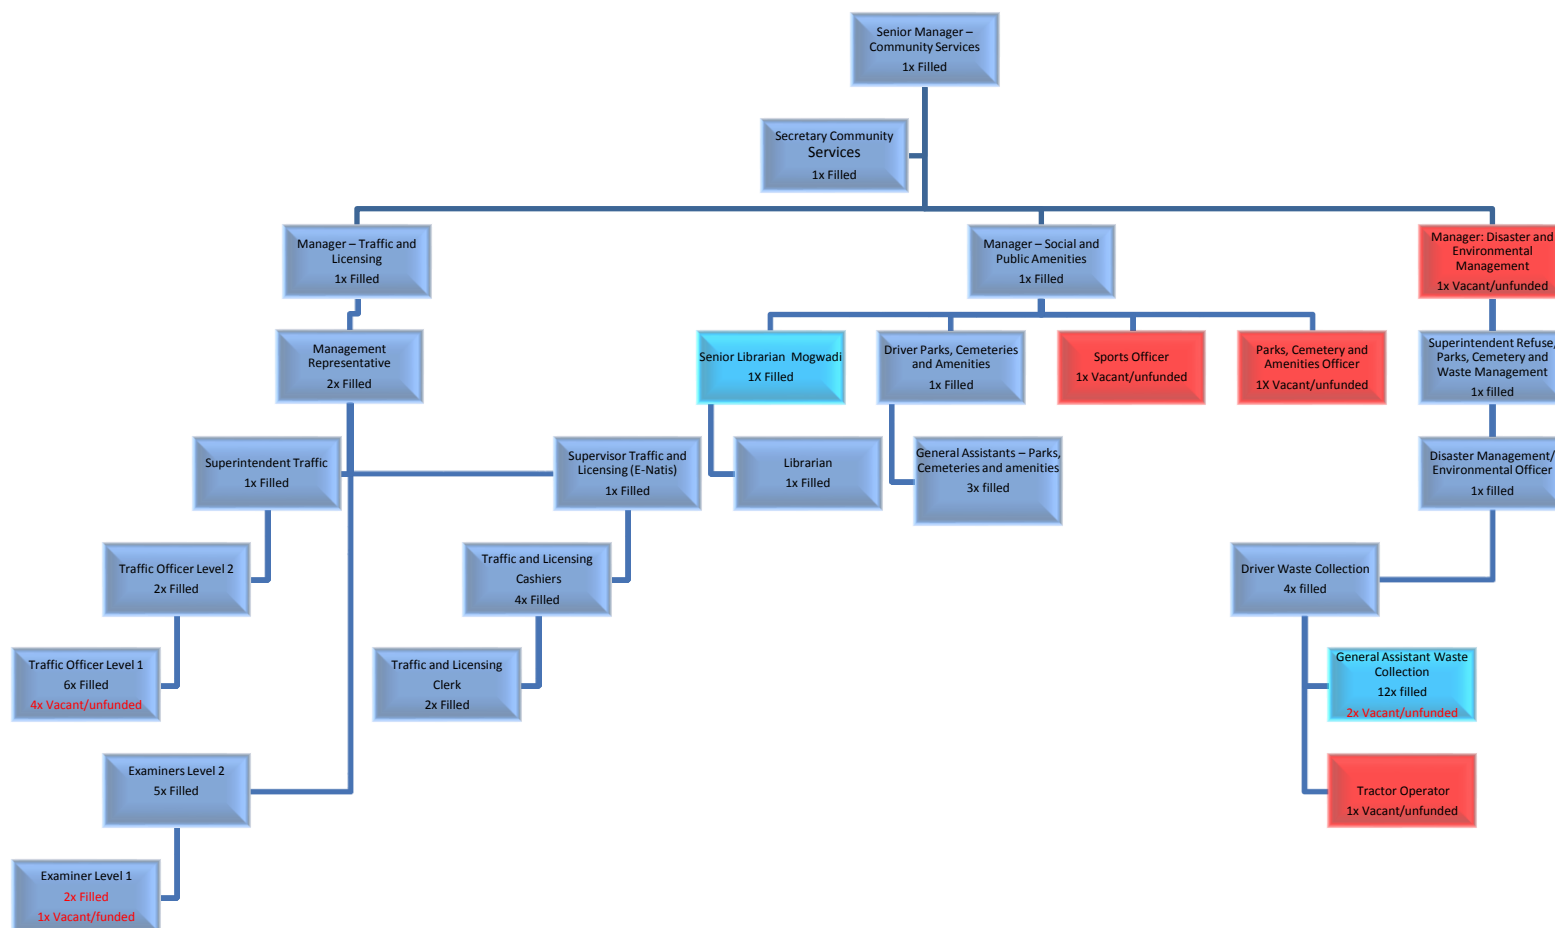 Senior Manager –
Community Services
1x Filled
Secretary Community
Services
1x Filled
Manager – Traffic and
Licensing
1x Filled
Manager – Social and
Public Amenities
1x Filled
Manager: Disaster and
Environmental
Management
1x Vacant/unfunded
Management
Representative
2x Filled
Senior Librarian Mogwadi
1X Filled
Driver Parks, Cemeteries
and Amenities
1x Filled
Sports Officer
1x Vacant/unfunded
Parks, Cemetery and
Amenities Officer
1X Vacant/unfunded
Superintendent Refuse,
Parks, Cemetery and
Waste Management
1x filled
Superintendent Traffic
1x Filled
Supervisor Traffic and
Licensing (E-Natis)
1x Filled
Librarian
1x Filled
General Assistants – Parks,
Cemeteries and amenities
3x filled
Disaster Management/
Environmental Officer
1x filled
Traffic Officer Level 2
2x Filled
Traffic and Licensing
Cashiers
4x Filled
Driver Waste Collection
4x filled
Traffic Officer Level 1
6x Filled
4x Vacant/unfunded
Traffic and Licensing
Clerk
2x Filled
General Assistant Waste
Collection
12x filled
2x Vacant/unfunded
Examiners Level 2
5x Filled
Tractor Operator
1x Vacant/unfunded
Examiner Level 1
2x Filled
1x Vacant/funded